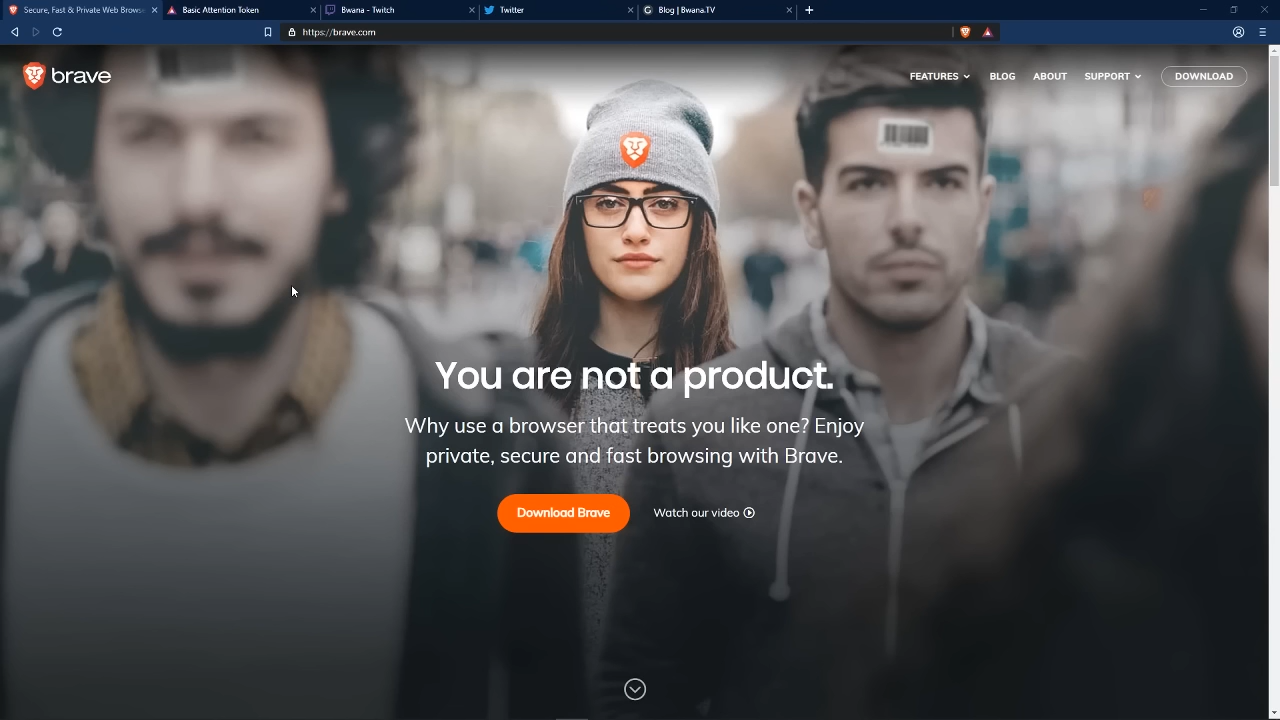 Secure, Fast & Private Web Browse
Basic Attention Token
Bwana - Twitch
Twitter
Blog | Bwana.TV
https://brave.com
brave
FEATURES
BLOG
ABOUT
SUPPORT
DOWNLOAD
You are not a product.
Why use a browser that treats you like one? Enjoy
private, secure and fast browsing with Brave.
Download Brave
Watch our video